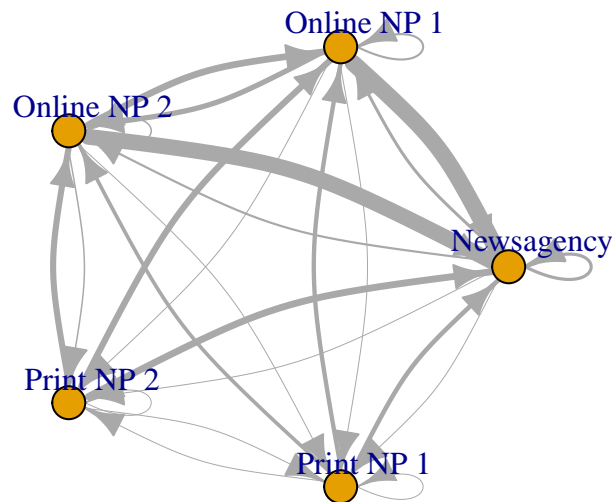 Online NP 1
Online NP 2
Newsagency
Print NP 2
Print NP 1